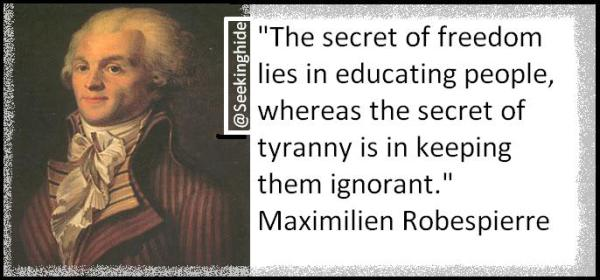 @Seekinghide
"The secret of freedom
lies in educating people,
whereas the secret of
tyranny is in keeping
them ignorant."
Maximilien Robespierre